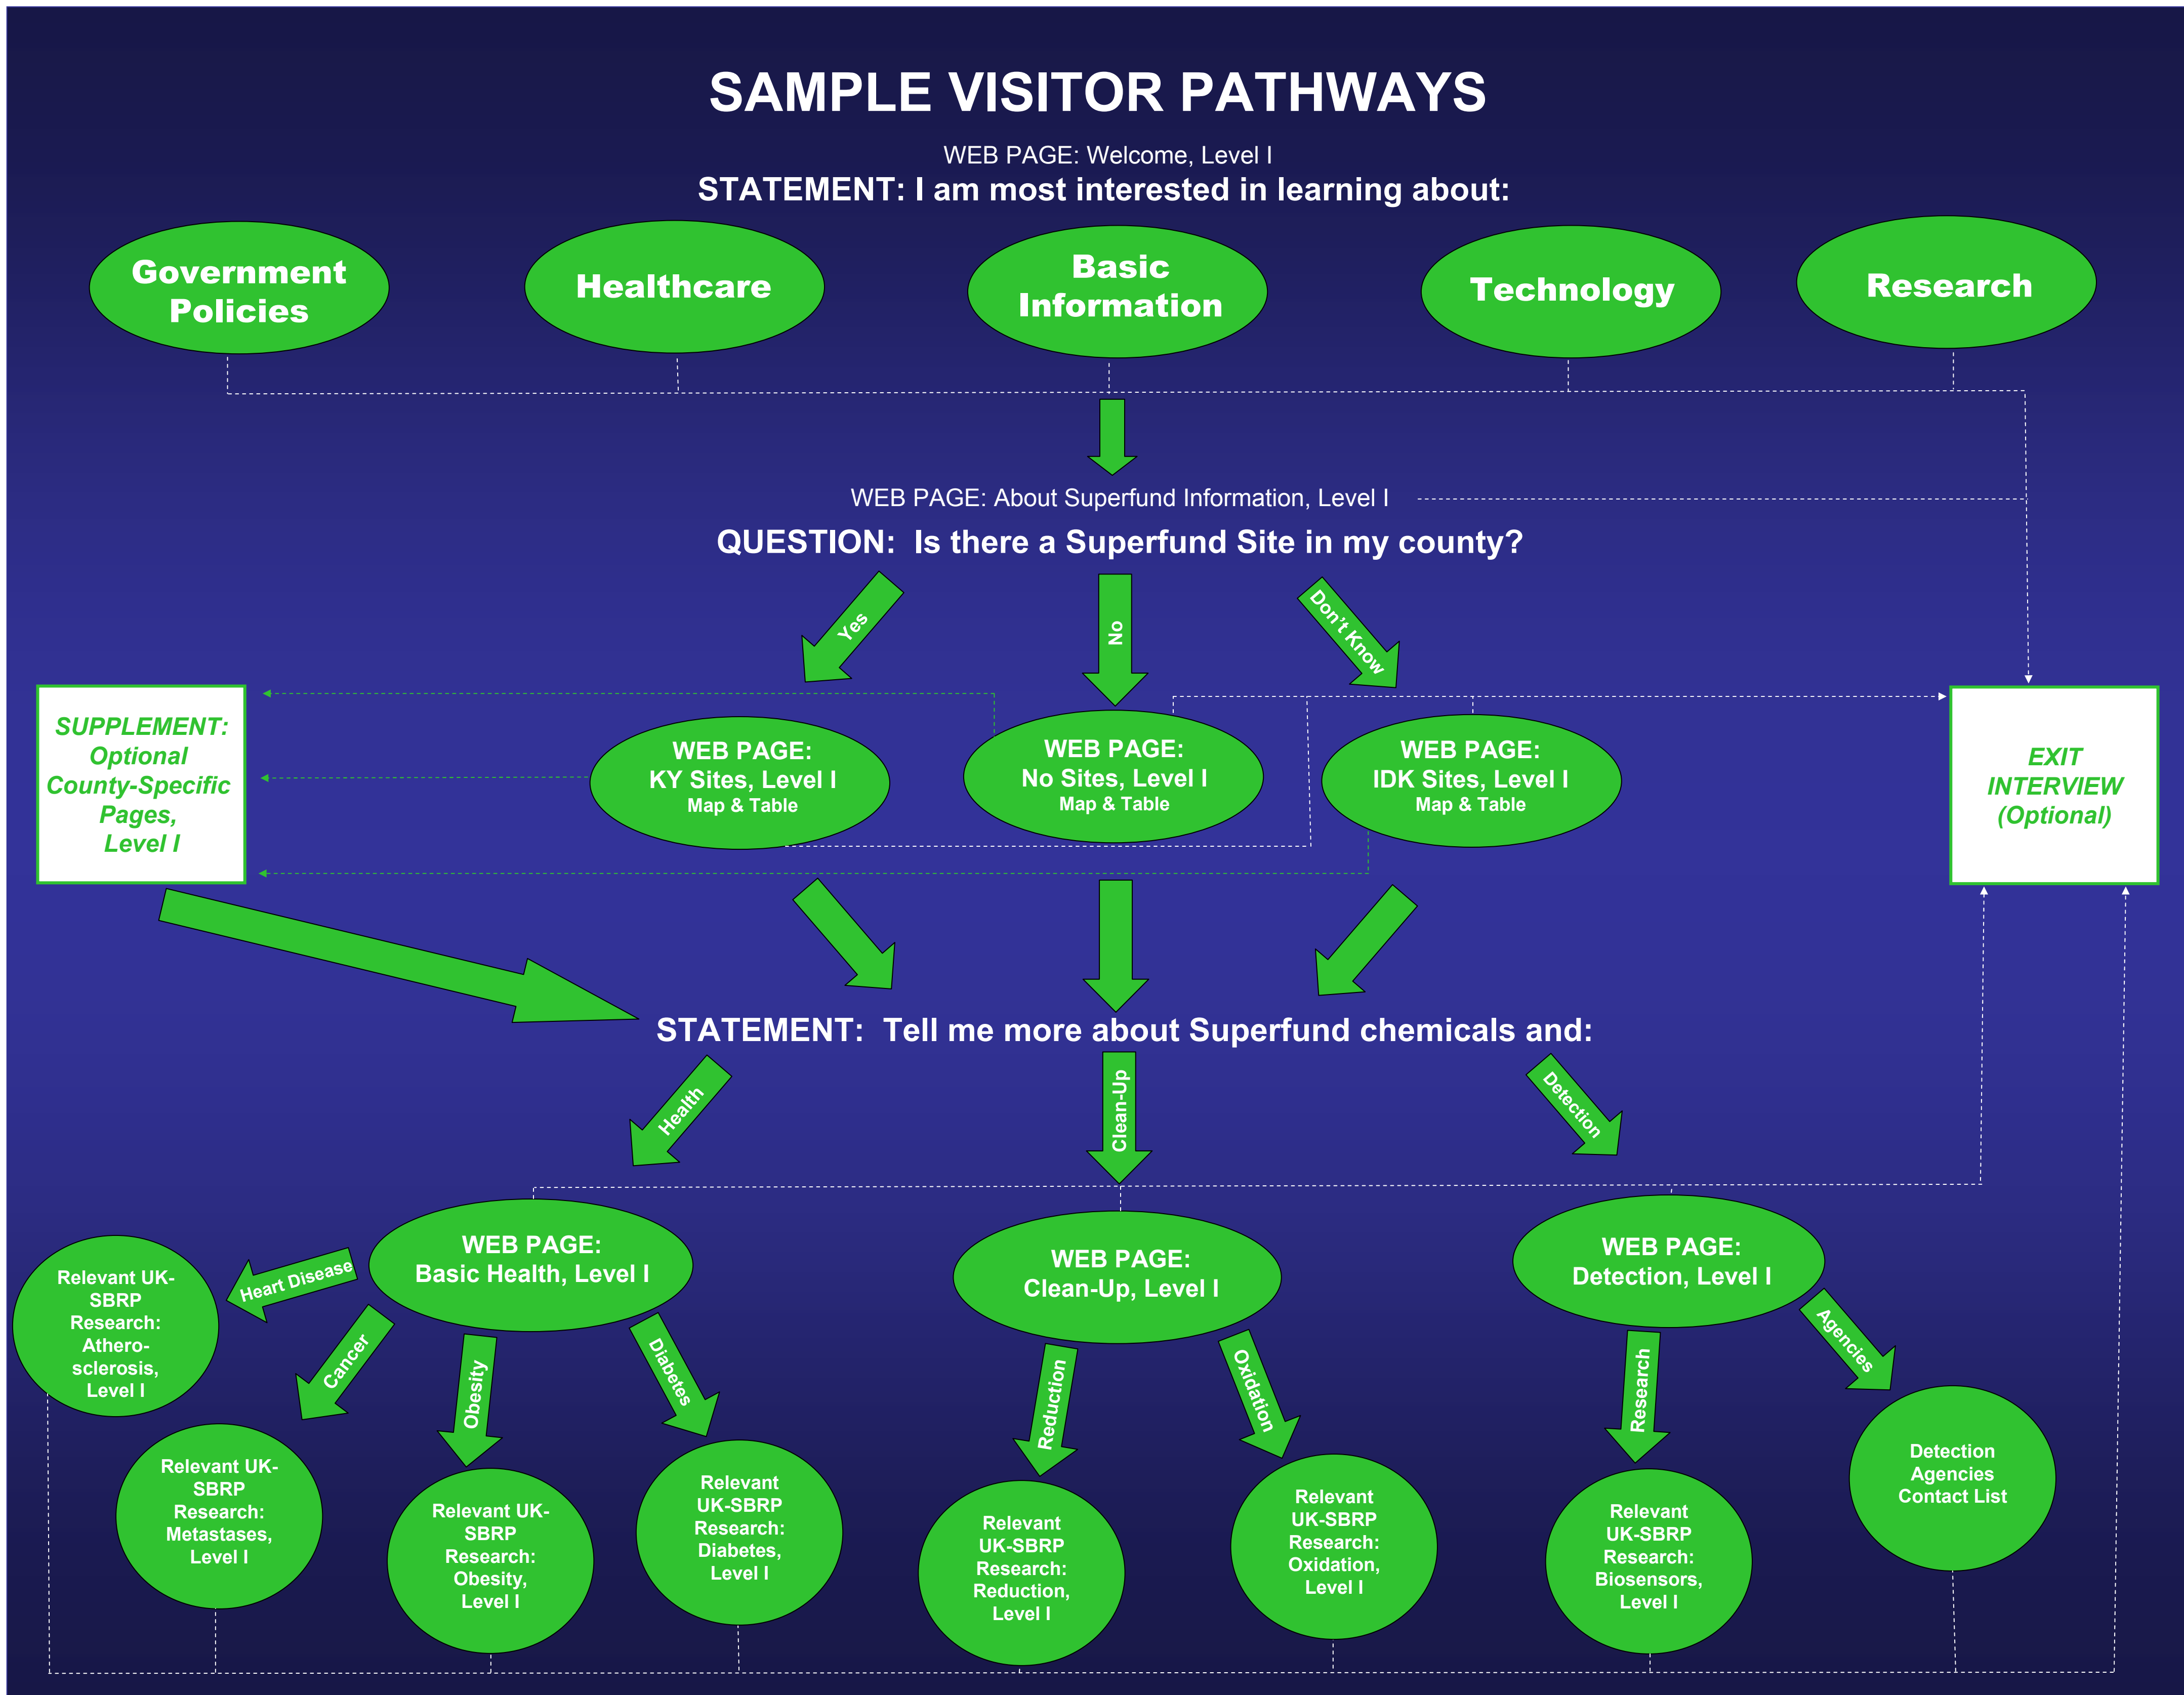 SAMPLE VISITOR PATHWAYS
WEB PAGE: Welcome, Level I
STATEMENT: I am most interested in learning about:
Government
Policies
Healthcare
Basic
Information
Technology
Research
WEB PAGE: About Superfund Information, Level I
QUESTION:  Is there a Superfund Site in my county?
Yes
No
Don't Know
SUPPLEMENT:
Optional
County-Specific
Pages,
Level I
WEB PAGE:
KY Sites, Level I
Map & Table
WEB PAGE:
No Sites, Level I
Map & Table
WEB PAGE:
IDK Sites, Level I
Map & Table
EXIT
INTERVIEW
(Optional)
STATEMENT:  Tell me more about Superfund chemicals and:
Health
Clean-Up
Detection
WEB PAGE:
Basic Health, Level I
WEB PAGE:
Clean-Up, Level I
WEB PAGE:
Detection, Level I
Heart Disease
Cancer
Obesity
Diabetes
Reduction
Oxidation
Research
Agencies
Relevant UK-
SBRP
Research:
Athero-
sclerosis,
Level I
Relevant UK-
SBRP
Research:
Metastases,
Level I
Relevant UK-
SBRP
Research:
Obesity,
Level I
Relevant
UK-SBRP
Research:
Diabetes,
Level I
Relevant
UK-SBRP
Research:
Reduction,
Level I
Relevant
UK-SBRP
Research:
Oxidation,
Level I
Relevant
UK-SBRP
Research:
Biosensors,
Level I
Detection
Agencies
Contact List